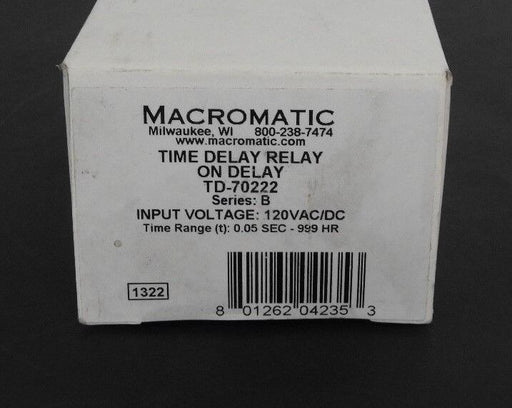 MACROMATIC
Milwaukee, WI 800-238-7474
www.macromatic.com
TIME DELAY RELAY
ON DELAY
TD-70222
Series: B
INPUT VOLTAGE: 120VAC/DC
Time Range (t): 0.05 SEC - 999 HR
1322
8 01262 04235 3